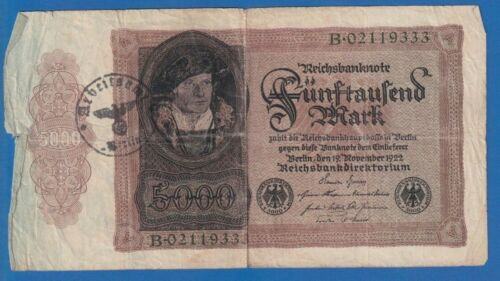 B·02119333
Reichsbanknote
Fünftausend
Mark
zahlt die Reichsbankhauptkasse in Berlin
gegen diese Banknote dem Einlieferer
Berlin, den 19. November 1922
Reichsbankdirektorium
5000
5000
B·02119333